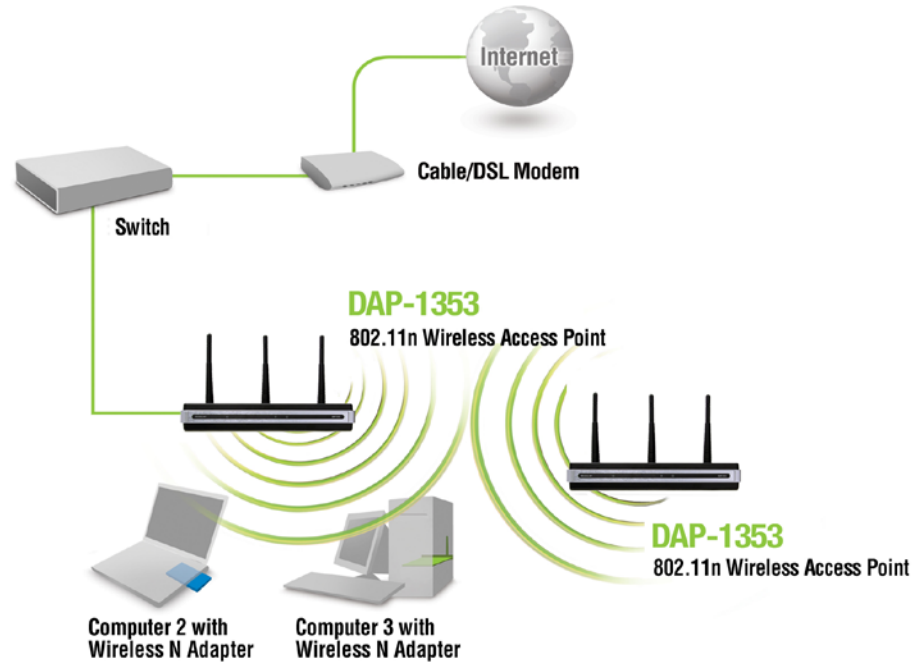 Internet
Cable/DSL Modem
Switch
DAP-1353
802.11n Wireless Access Point
DAP-1353
802.11n Wireless Access Point
Computer 2 with
Wireless N Adapter
Computer 3 with
Wireless N Adapter